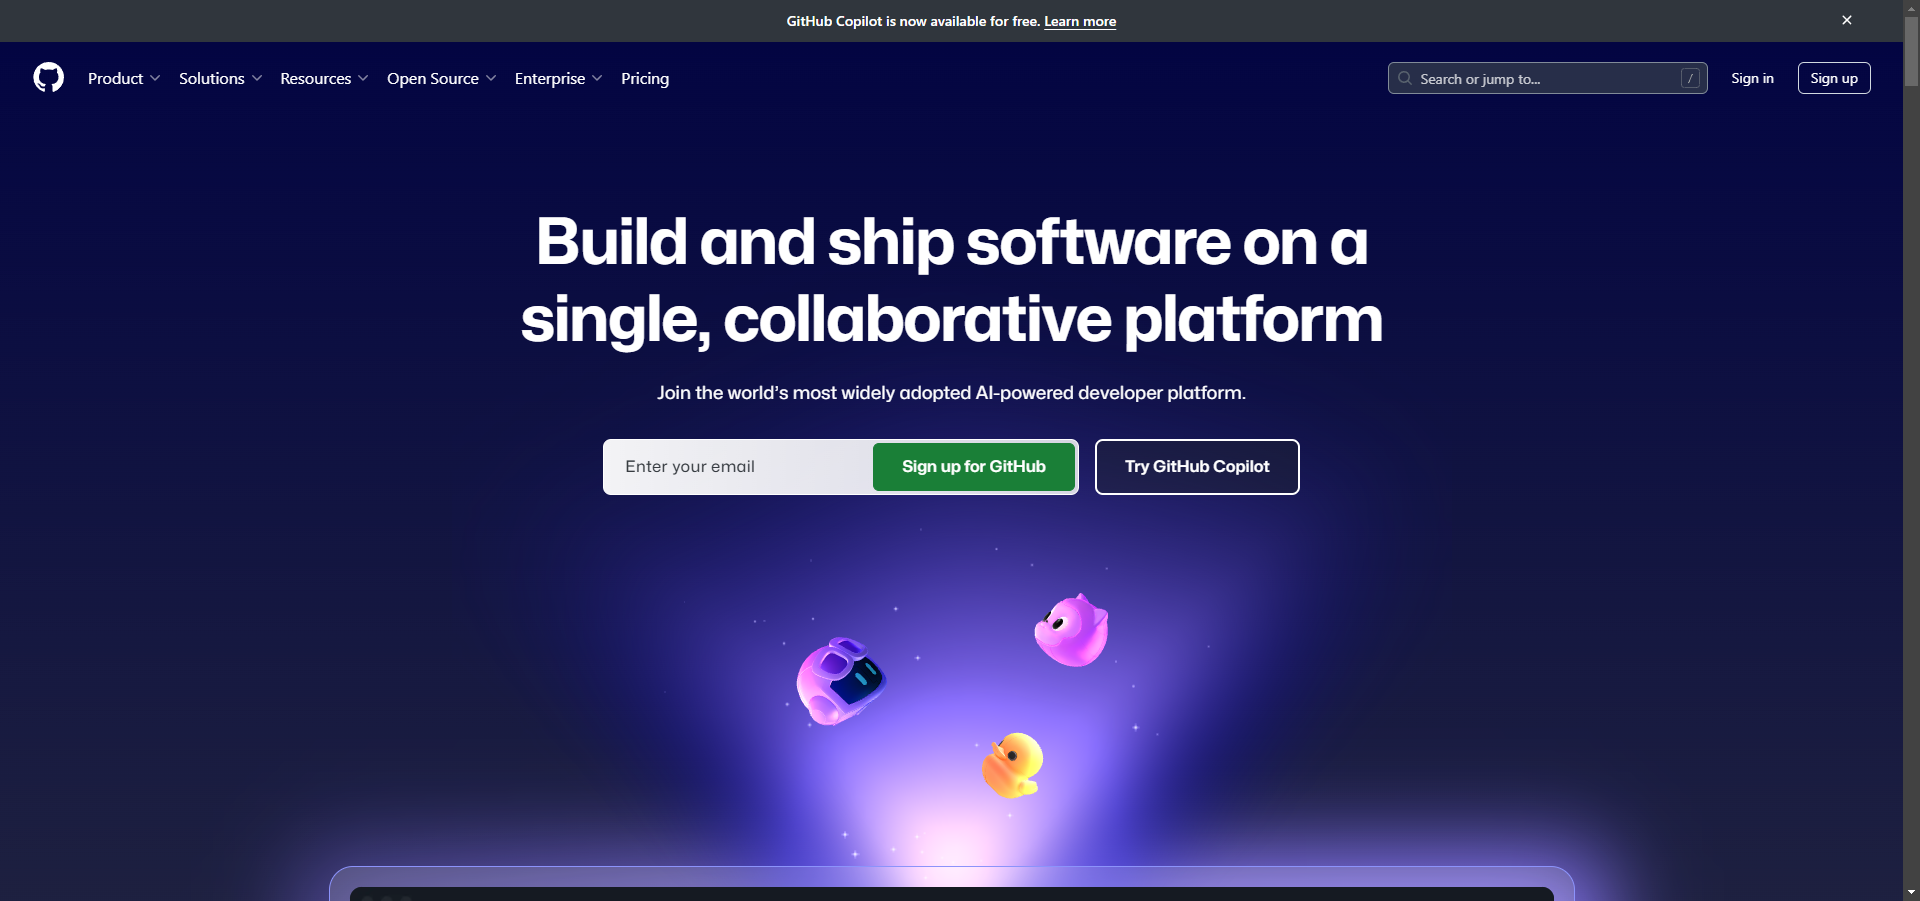 GitHub Copilot is now available for free. Learn more
Product
Solutions
Resources
Open Source
Enterprise
Pricing
Search or jump to...
/
Sign in
Sign up
Build and ship software on a
single, collaborative platform
Join the world’s most widely adopted AI-powered developer platform.
Enter your email
Sign up for GitHub
Try GitHub Copilot